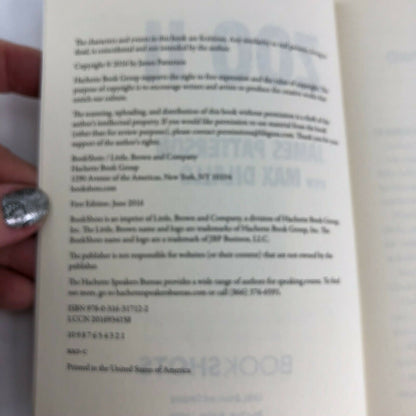 The characters and events in this book are fictitious. Any similarity to real persons, living or
dead, is coincidental and not intended by the author.
Copyright © 2016 by James Patterson
Hachette Book Group supports the right to free expression and the value of copyright. The
purpose of copyright is to encourage writers and artists to produce the creative works that
enrich our culture.
The scanning, uploading, and distribution of this book without permission is a theft of the
author's intellectual property. If you would like permission to use material from the book
(other than for review purposes), please contact permissions@hbgusa.com. Thank you for your
support of the author's rights.
BookShots / Little, Brown and Company
Hachette Book Group
1290 Avenue of the Americas, New York, NY 10104
bookshots.com
First Edition: June 2016
BookShots is an imprint of Little, Brown and Company, a division of Hachette Book Group,
Inc. The Little, Brown name and logo are trademarks of Hachette Book Group, Inc. The
BookShots name and logo are a trademark of JBP Business, LLC.
The publisher is not responsible for websites (or their content) that are not owned by the
publisher.
The Hachette Speakers Bureau provides a wide range of authors for speaking events. To find
out more, go to hachettespeakersbureau.com or call (866) 376-6591.
ISBN 978-0-316-31712-2
LCCN 2016934158
10 9 8 7 6 5 4 3 2 1
RRD-C
Printed in the United States of America